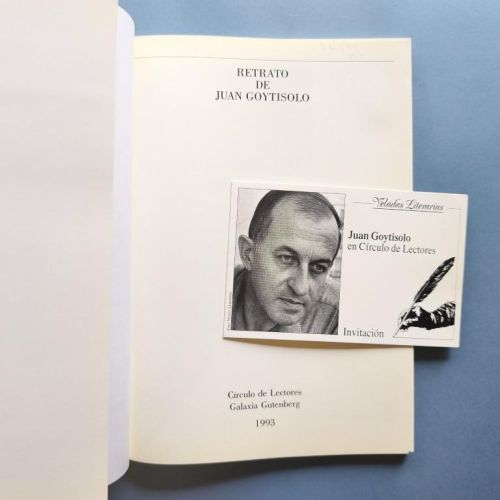 RETRATO
DE
JUAN GOYTISOLO
Veladas Literarias
Juan Goytisolo
en Círculo de Lectores
Invitación
Círculo de Lectores
Galaxia Gutenberg
1993